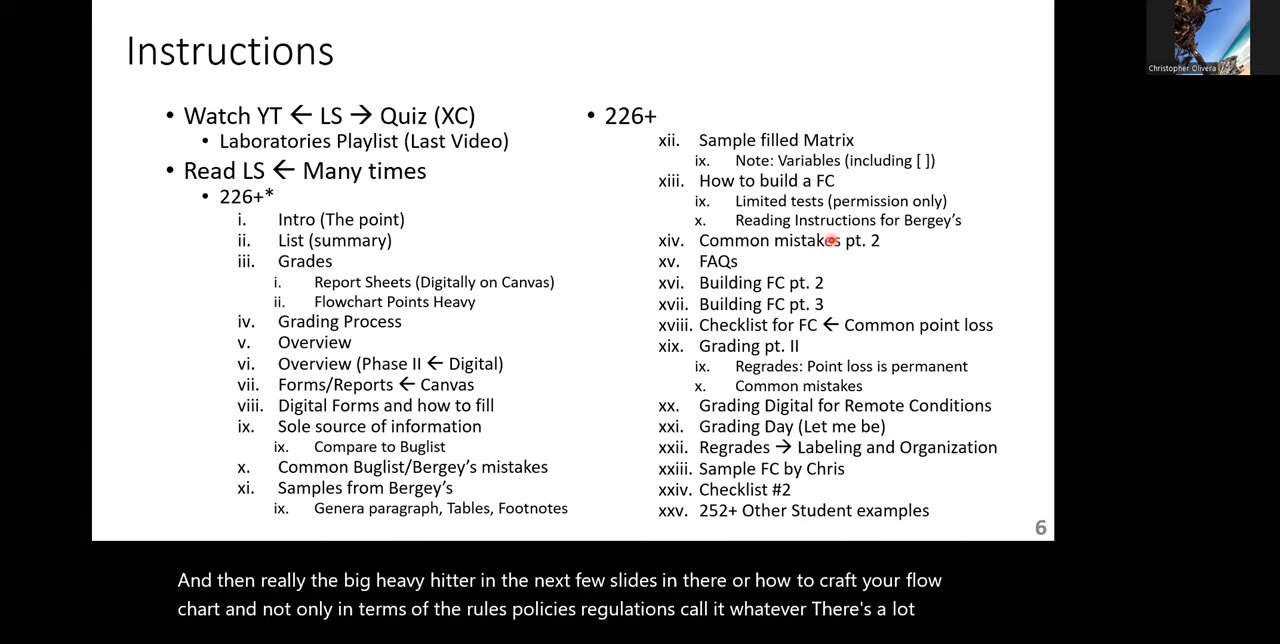 Instructions
• Watch YT ← LS → Quiz (XC)
• Laboratories Playlist (Last Video)
• Read LS ← Many times
• 226+*
i. Intro (The point)
ii. List (summary)
iii. Grades
i. Report Sheets (Digitally on Canvas)
ii. Flowchart Points Heavy
iv. Grading Process
v. Overview
vi. Overview (Phase II ← Digital)
vii. Forms/Reports ← Canvas
viii. Digital Forms and how to fill
ix. Sole source of information
ix. Compare to Buglist
x. Common Buglist/Bergey's mistakes
xi. Samples from Bergey's
ix. Genera paragraph, Tables, Footnotes
• 226+
xii. Sample filled Matrix
ix. Note: Variables (including [ ])
xiii. How to build a FC
ix. Limited tests (permission only)
x. Reading Instructions for Bergey's
xiv. Common mistakes pt. 2
xv. FAQs
xvi. Building FC pt. 2
xvii. Building FC pt. 3
xviii. Checklist for FC ← Common point loss
xix. Grading pt. II
ix. Regrades: Point loss is permanent
x. Common mistakes
xx. Grading Digital for Remote Conditions
xxi. Grading Day (Let me be)
xxii. Regrades → Labeling and Organization
xxiii. Sample FC by Chris
xxiv. Checklist #2
xxv. 252+ Other Student examples
6
Christopher Olivera
And then really the big heavy hitter in the next few slides in there or how to craft your flow
chart and not only in terms of the rules policies regulations call it whatever There's a lot